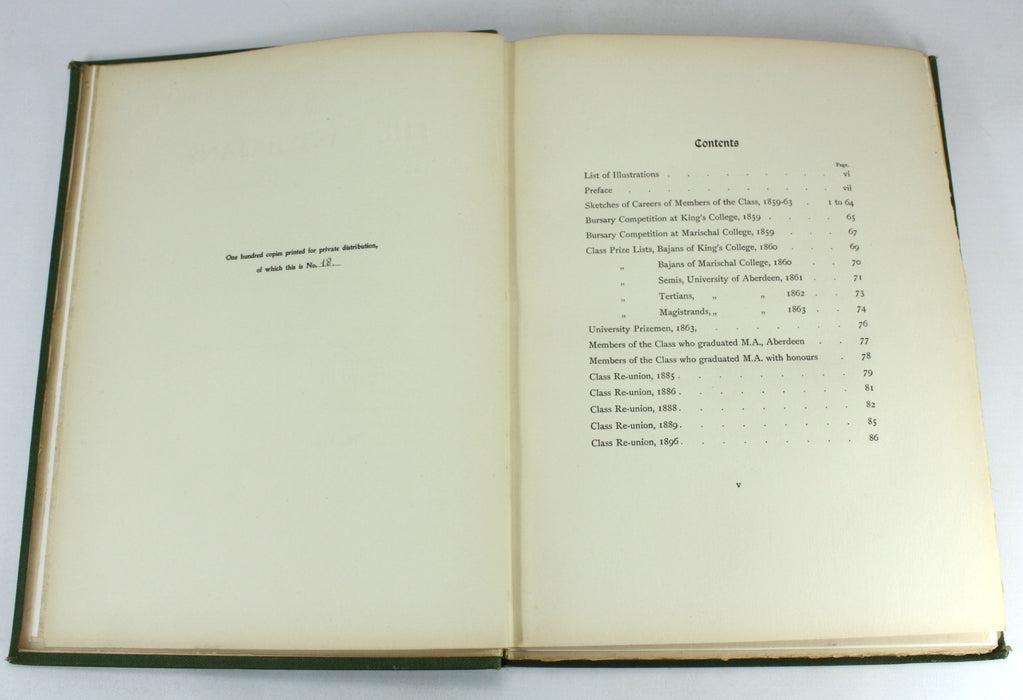 One hundred copies printed for private distribution,
of which this is No. 18.
Contents
Page.
List of Illustrations . . . . . . . . . vi
Preface . . . . . . . . . . . vii
Sketches of Careers of Members of the Class, 1859-63 . 1 to 64
Bursary Competition at King's College, 1859 . . . . 65
Bursary Competition at Marischal College, 1859 . . . 67
Class Prize Lists, Bajans of King's College, 1860 . . . 69
„ Bajans of Marischal College, 1860 . . 70
„ Semis, University of Aberdeen, 1861 . . 71
„ Tertians, „ „ 1862 . . 73
„ Magistrands, „ „ 1863 . . 74
University Prizemen, 1863, . . . . . . . 76
Members of the Class who graduated M.A., Aberdeen . . 77
Members of the Class who graduated M.A. with honours . 78
Class Re-union, 1885 . . . . . . . . . 79
Class Re-union, 1886 . . . . . . . . . 81
Class Re-union, 1888 . . . . . . . . . 82
Class Re-union, 1889 . . . . . . . . . 85
Class Re-union, 1896 . . . . . . . . . 86
v